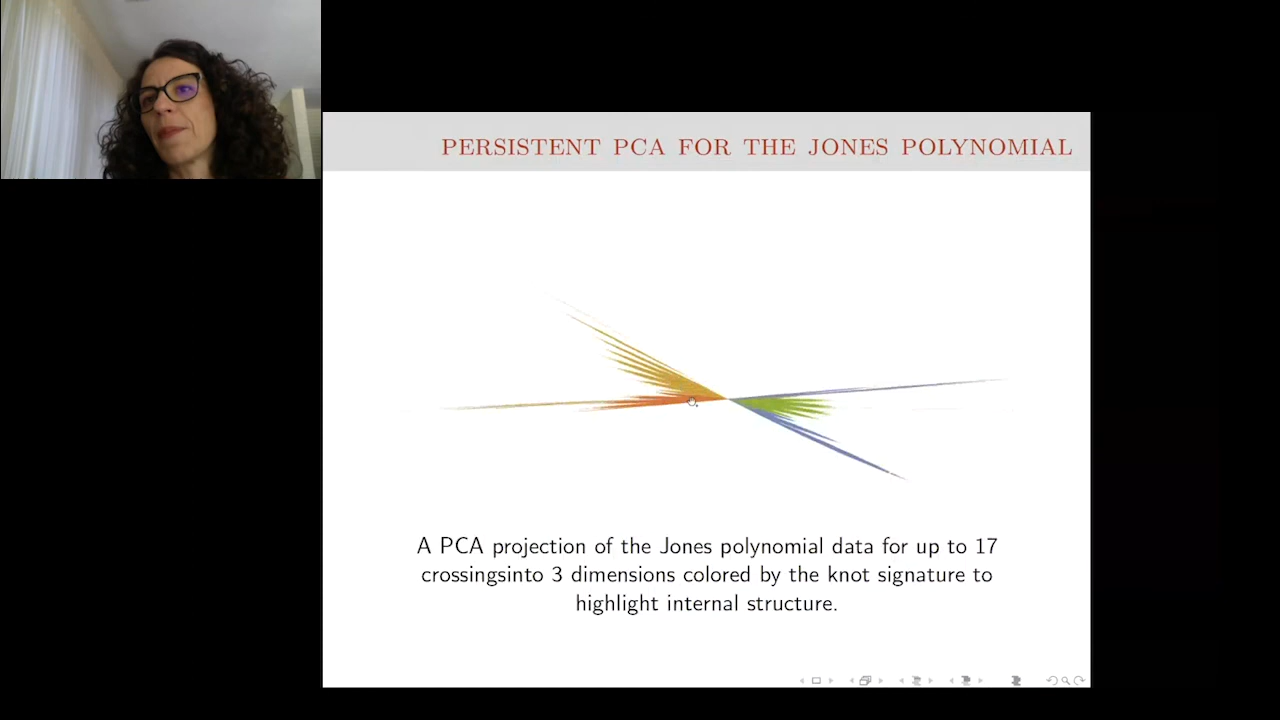 PERSISTENT PCA FOR THE JONES POLYNOMIAL
A PCA projection of the Jones polynomial data for up to 17
crossingsinto 3 dimensions colored by the knot signature to
highlight internal structure.